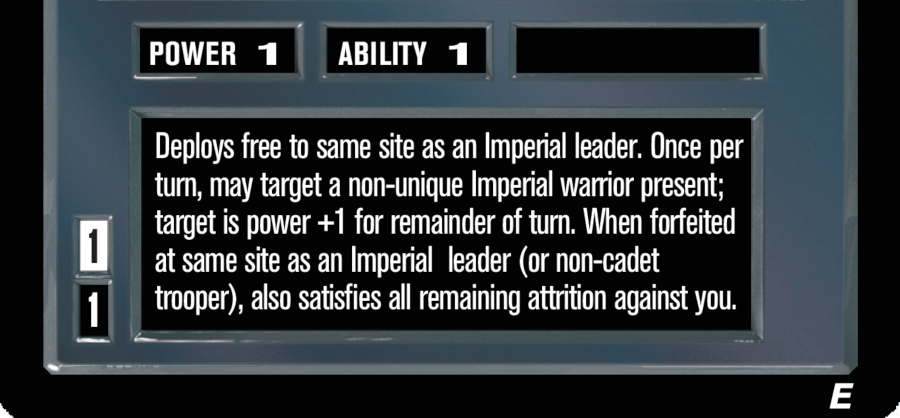 POWER 1 ABILITY 1
Deploys free to same site as an Imperial leader. Once per
turn, may target a non-unique Imperial warrior present;
target is power +1 for remainder of turn. When forfeited
at same site as an Imperial  leader (or non-cadet
trooper), also satisfies all remaining attrition against you.
1
1
E